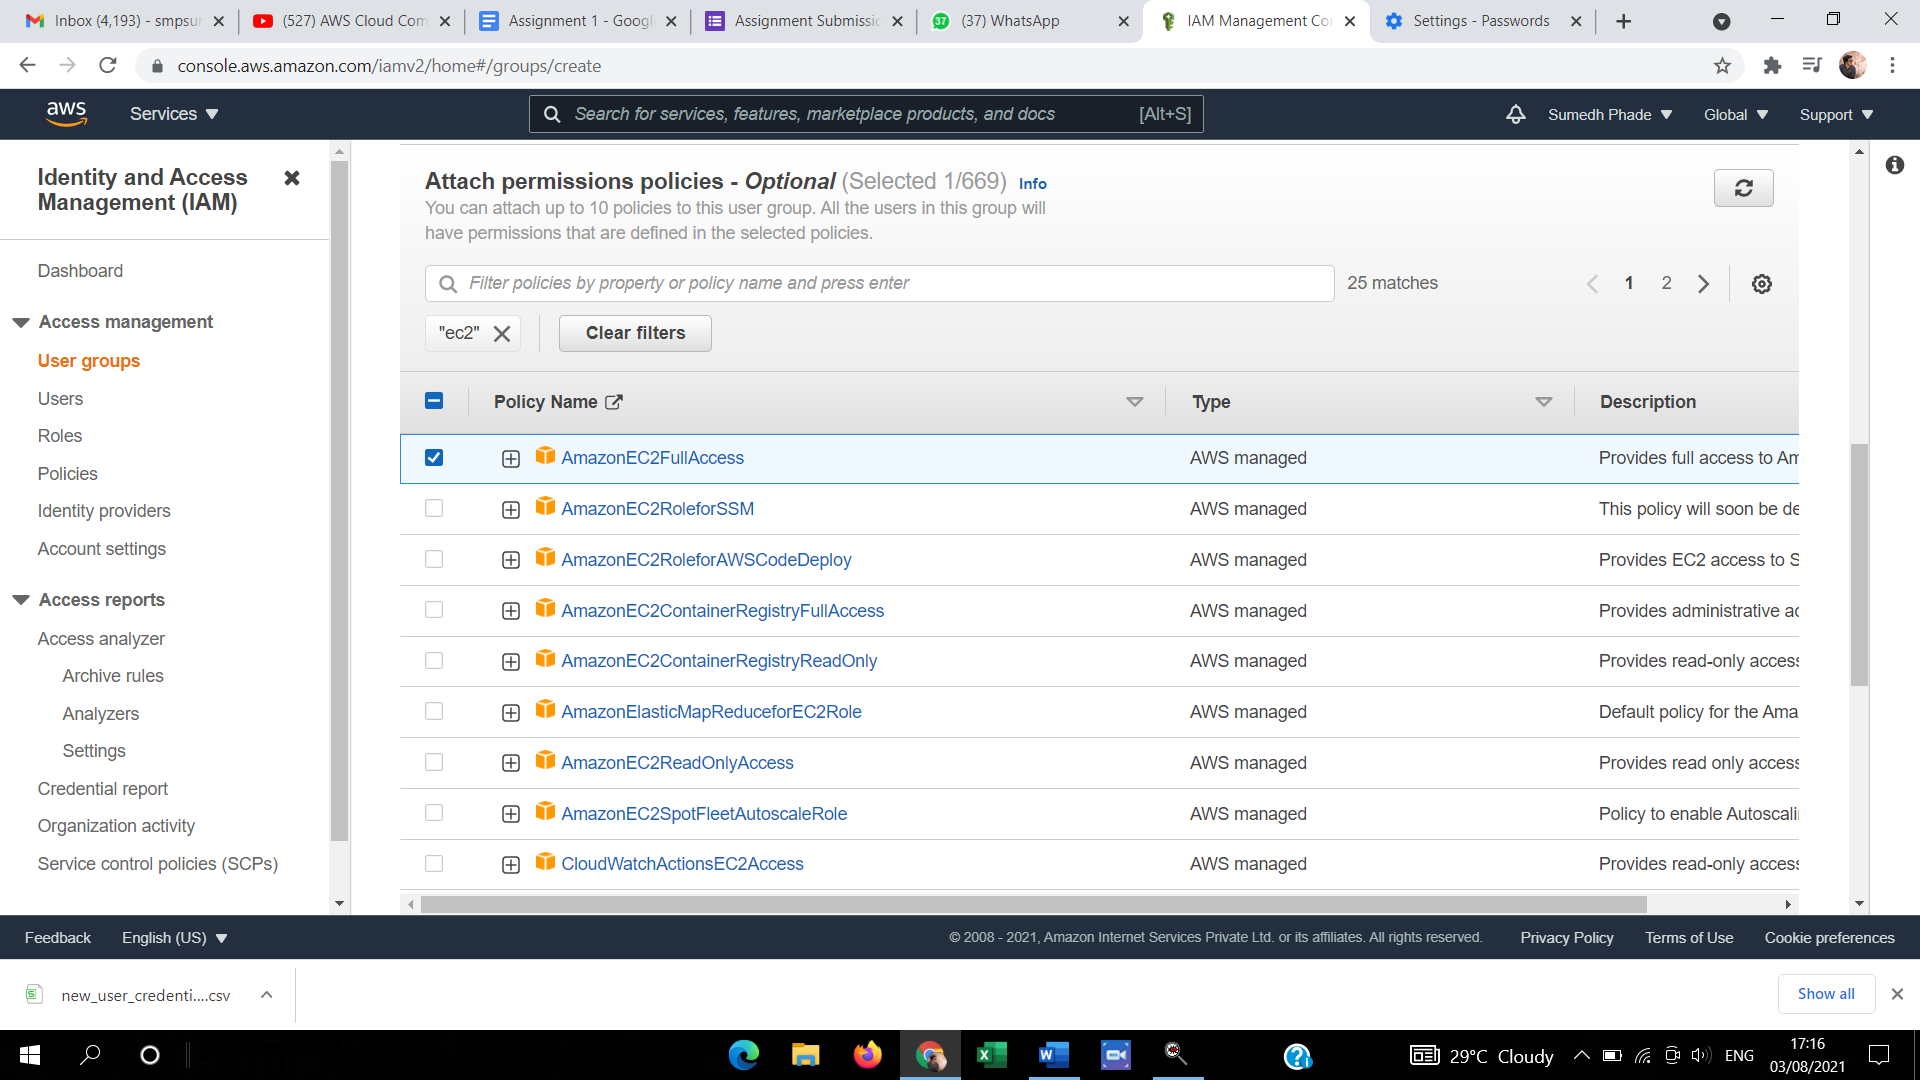 Inbox (4,193) - smpsur
(527) AWS Cloud Com
Assignment 1 - Googl
Assignment Submissio
37
(37) WhatsApp
IAM Management Co
Settings - Passwords
console.aws.amazon.com/iamv2/home#/groups/create
aws
Services
Search for services, features, marketplace products, and docs
[Alt+S]
Sumedh Phade
Global
Support
Identity and Access
Management (IAM)
Dashboard
Access management
User groups
Users
Roles
Policies
Identity providers
Account settings
Access reports
Access analyzer
Archive rules
Analyzers
Settings
Credential report
Organization activity
Service control policies (SCPs)
Attach permissions policies - Optional (Selected 1/669) Info
You can attach up to 10 policies to this user group. All the users in this group will
have permissions that are defined in the selected policies.
Filter policies by property or policy name and press enter
25 matches
1 2
"ec2"
Clear filters
Policy Name Type Description
AmazonEC2FullAccess AWS managed Provides full access to Am
AmazonEC2RoleforSSM AWS managed This policy will soon be de
AmazonEC2RoleforAWSCodeDeploy AWS managed Provides EC2 access to S
AmazonEC2ContainerRegistryFullAccess AWS managed Provides administrative ac
AmazonEC2ContainerRegistryReadOnly AWS managed Provides read-only access
AmazonElasticMapReduceforEC2Role AWS managed Default policy for the Ama
AmazonEC2ReadOnlyAccess AWS managed Provides read only access
AmazonEC2SpotFleetAutoscaleRole AWS managed Policy to enable Autoscali
CloudWatchActionsEC2Access AWS managed Provides read-only access
Feedback
English (US)
© 2008 - 2021, Amazon Internet Services Private Ltd. or its affiliates. All rights reserved.
Privacy Policy
Terms of Use
Cookie preferences
new_user_credenti....csv
Show all
29°C Cloudy
ENG
17:16
03/08/2021